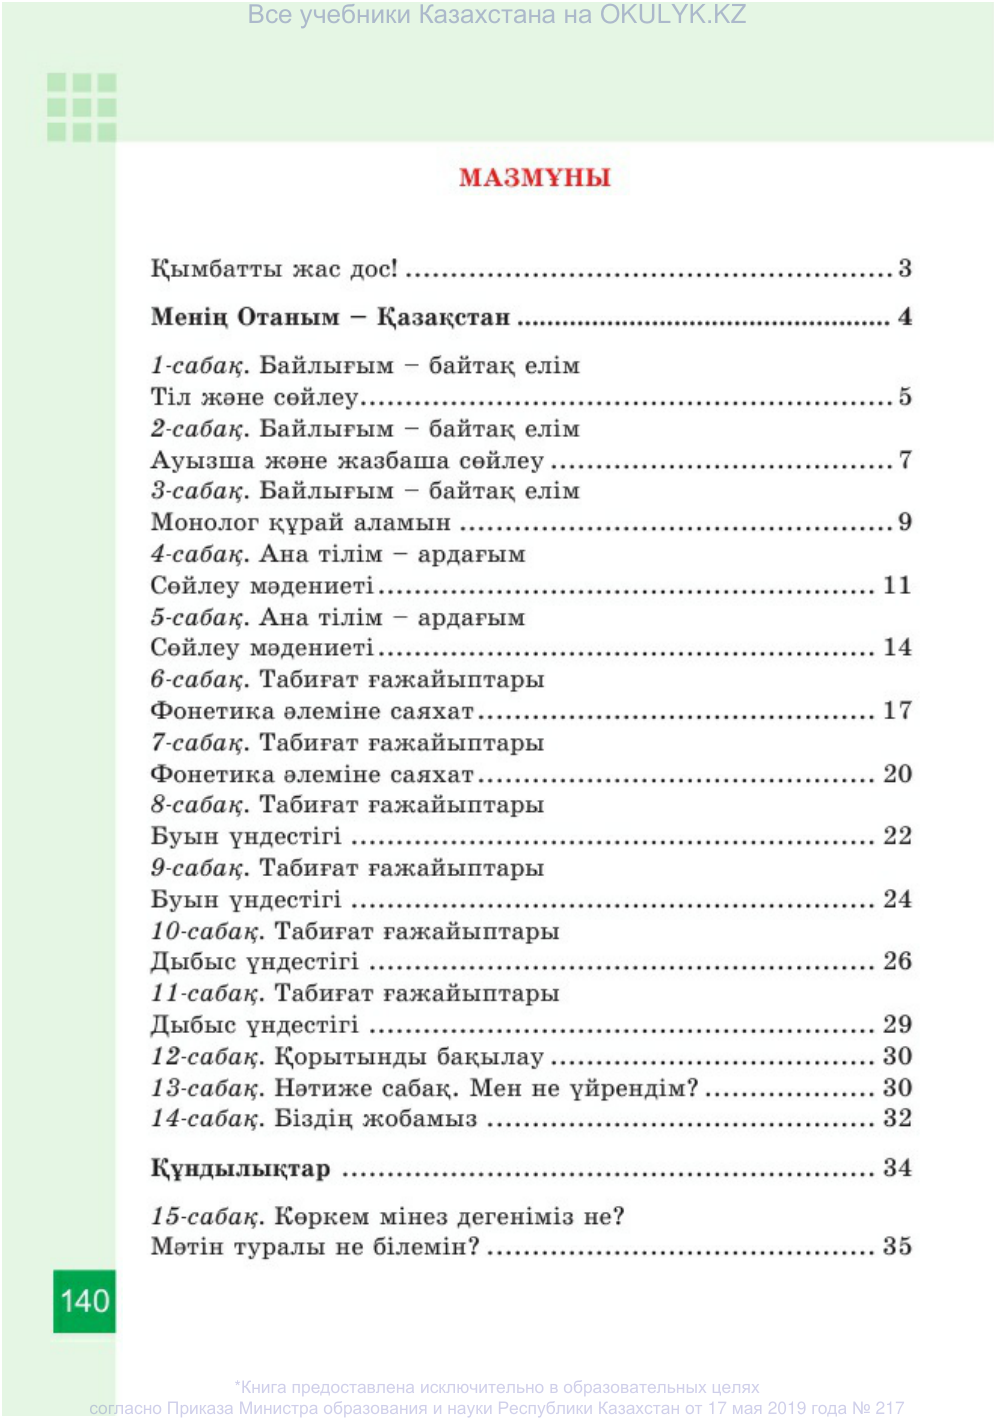 Все учебники Казахстана на OKULYK.KZ
МАЗМҰНЫ
Қымбатты жас дос! ........................................................ 3
Менің Отаным – Қазақстан .................................................. 4
1-сабақ. Байлығым – байтақ елім
Тіл және сөйлеу............................................................ 5
2-сабақ. Байлығым – байтақ елім
Ауызша және жазбаша сөйлеу ...................................... 7
3-сабақ. Байлығым – байтақ елім
Монолог құрай аламын ................................................ 9
4-сабақ. Ана тілім – ардағым
Сөйлеу мәдениеті........................................................ 11
5-сабақ. Ана тілім – ардағым
Сөйлеу мәдениеті........................................................ 14
6-сабақ. Табиғат ғажайыптары
Фонетика әлеміне саяхат............................................. 17
7-сабақ. Табиғат ғажайыптары
Фонетика әлеміне саяхат............................................. 20
8-сабақ. Табиғат ғажайыптары
Буын үндестігі ........................................................... 22
9-сабақ. Табиғат ғажайыптары
Буын үндестігі ........................................................... 24
10-сабақ. Табиғат ғажайыптары
Дыбыс үндестігі ......................................................... 26
11-сабақ. Табиғат ғажайыптары
Дыбыс үндестігі ......................................................... 29
12-сабақ. Қорытынды бақылау .................................... 30
13-сабақ. Нәтиже сабақ. Мен не үйрендім?................... 30
14-сабақ. Біздің жобамыз ........................................... 32
Құндылықтар ............................................................ 34
15-сабақ. Көркем мінез дегеніміз не?
Мәтін туралы не білемін? ........................................... 35
140
*Книга предоставлена исключительно в образовательных целях
согласно Приказа Министра образования и науки Республики Казахстан от 17 мая 2019 года № 217